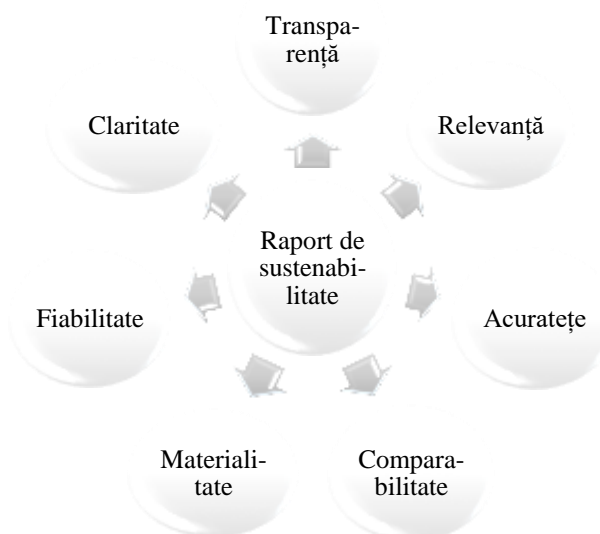 Transpa-
rență
Claritate
Relevanță
Raport de
sustenabi-
litate
Fiabilitate
Acuratețe
Materiali-
tate
Compara-
bilitate